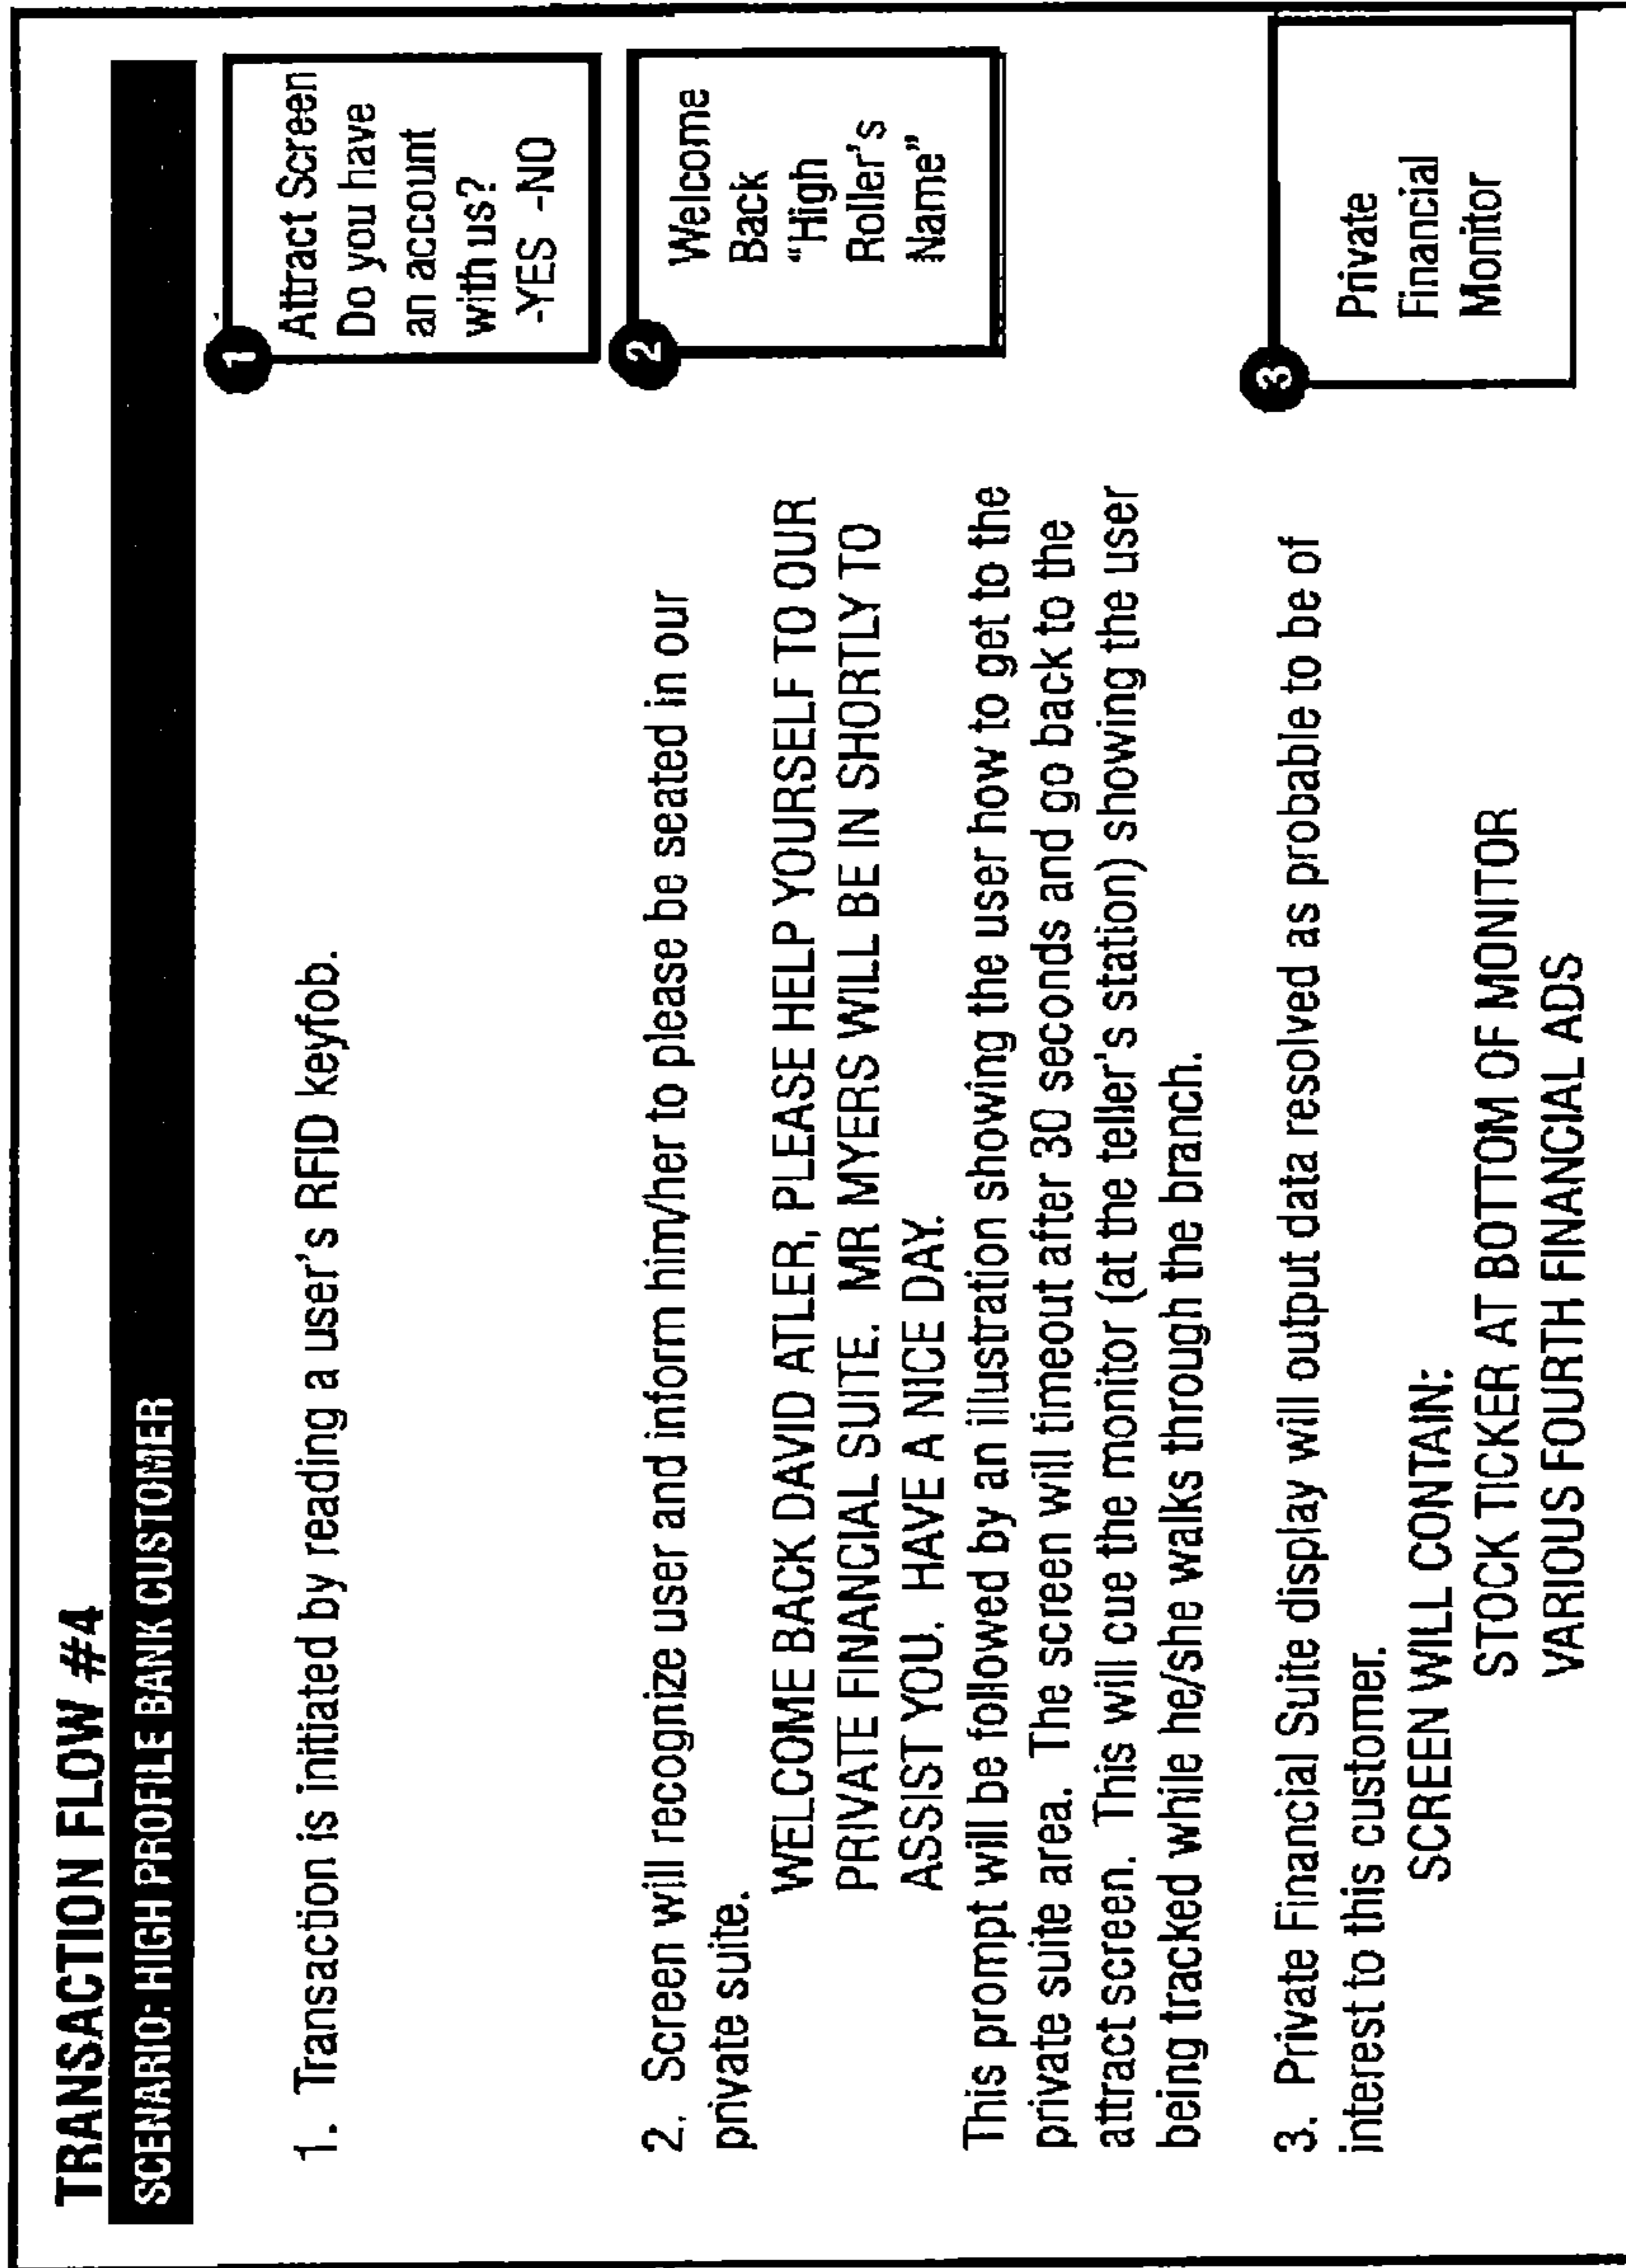 TRANSACTION FLOW #4
SCENARIO: HIGH PROFILE BANK CUSTOMER
1. Transaction is initiated by reading a user's RFID keyfob.
1
Attract Screen
Do you have
an account
with us?
-YES -NO
2. Screen will recognize user and inform him/her to please be seated in our
private suite.
WELCOME BACK DAVID ATLER, PLEASE HELP YOURSELF TO OUR
PRIVATE FINANCIAL SUITE. MR MYERS WILL BE IN SHORTLY TO
ASSIST YOU. HAVE A NICE DAY.
This prompt will be followed by an illustration showing the user how to get to the
private suite area. The screen will timeout after 30 seconds and go back to the
attract screen. This will cue the monitor (at the teller's station) showing the user
being tracked while he/she walks through the branch.
2
Welcome
Back
"High
Roller's
Name"
3. Private Financial Suite display will output data resolved as probable to be of
interest to this customer.
SCREEN WILL CONTAIN:
STOCK TICKER AT BOTTOM OF MONITOR
VARIOUS FOURTH FINANCIAL ADS
3
Private
Financial
Monitor